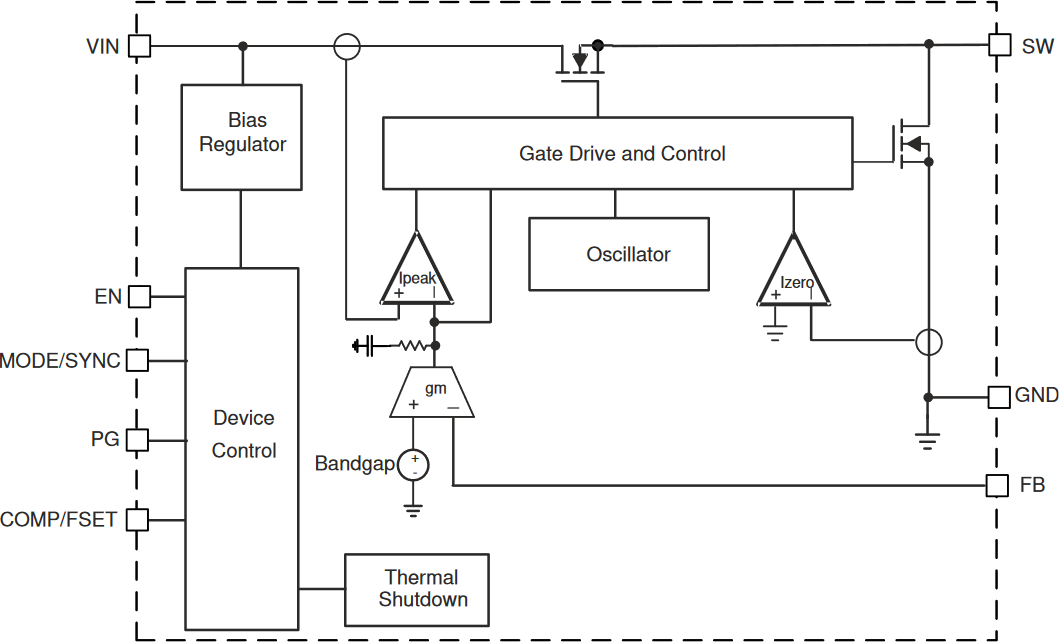 VIN
SW
Bias
Regulator
Gate Drive and Control
Oscillator
Ipeak
+
Izero
+
EN
MODE/SYNC
gm
+ —
GND
Device
Control
PG
Bandgap
+
-
FB
COMP/FSET
Thermal
Shutdown